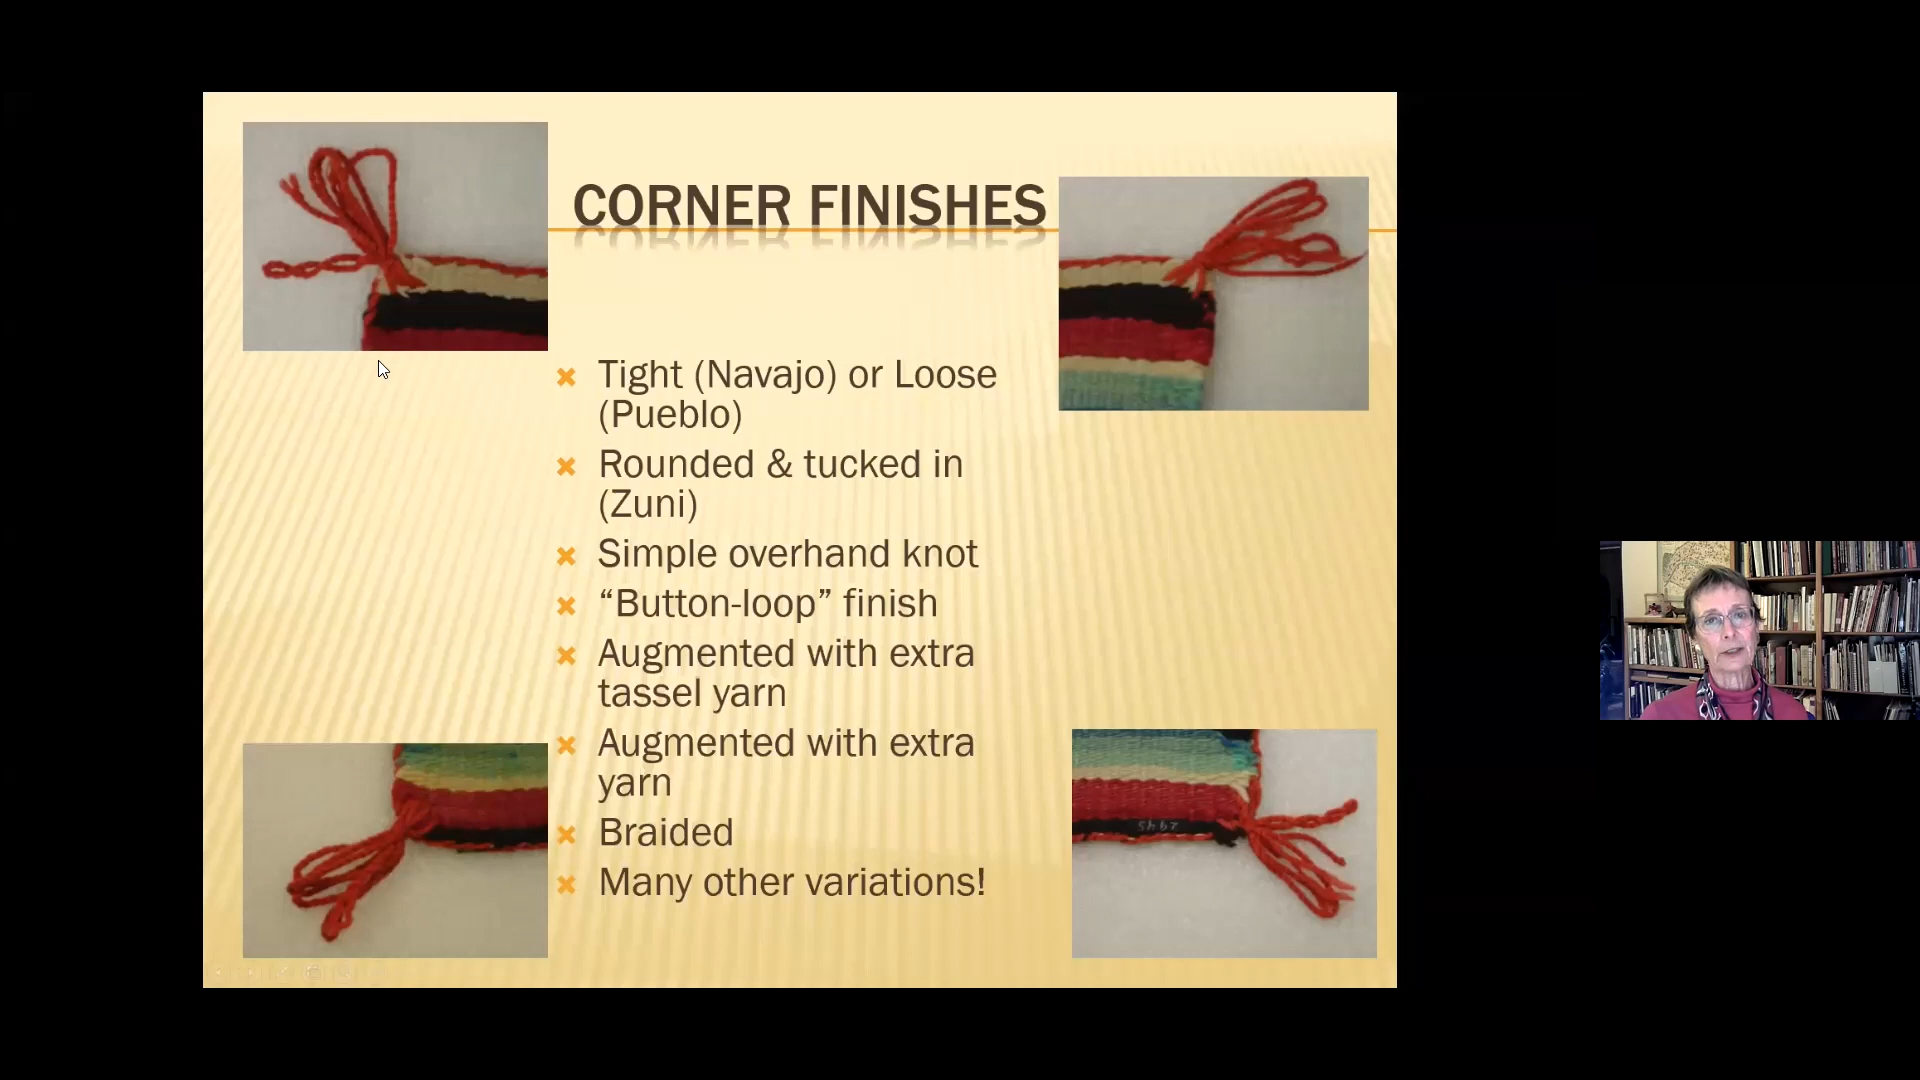 CORNER FINISHES
Tight (Navajo) or Loose
(Pueblo)
Rounded & tucked in
(Zuni)
Simple overhand knot
“Button-loop” finish
Augmented with extra
tassel yarn
Augmented with extra
yarn
Braided
Many other variations!